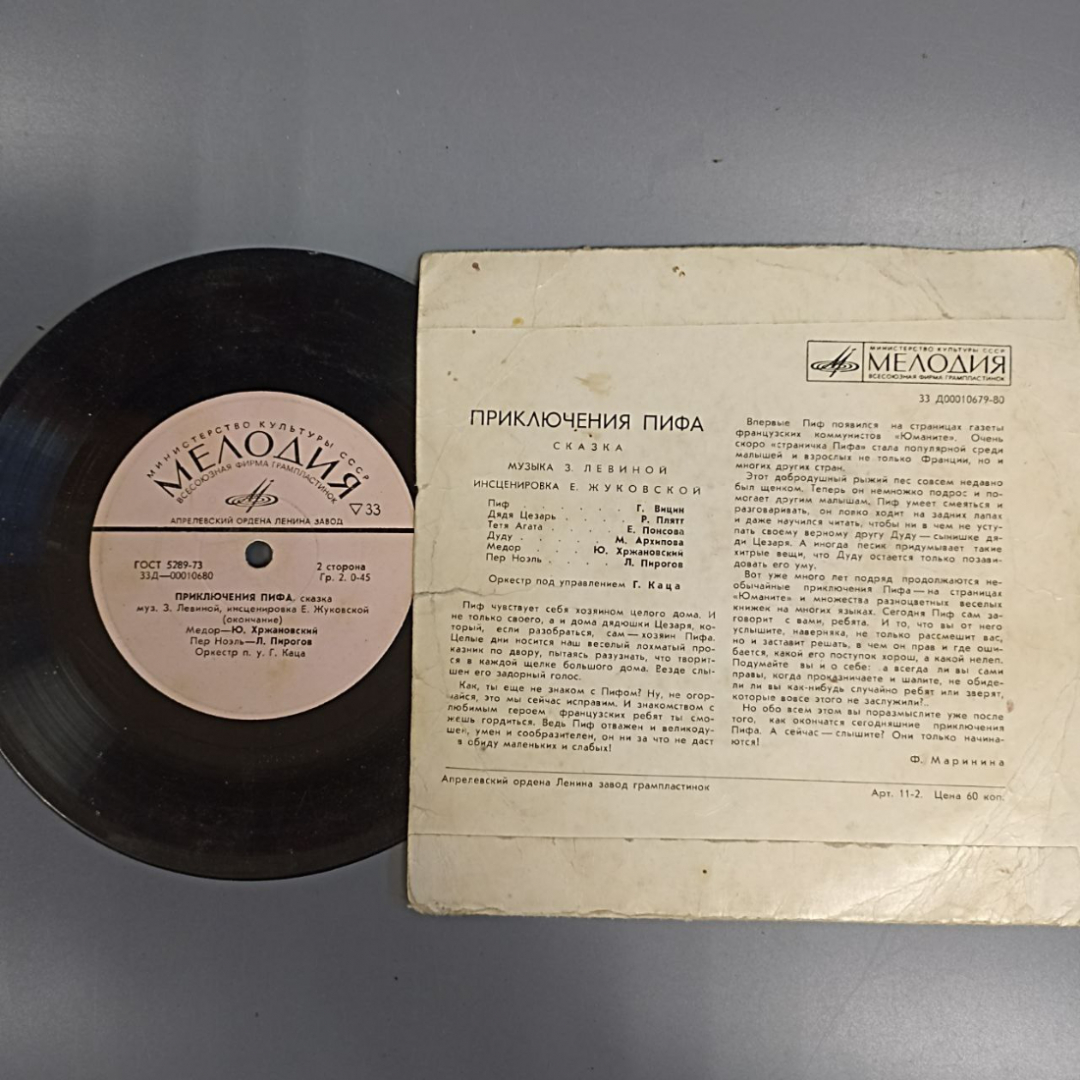 МИНИСТЕРСТВО КУЛЬТУРЫ СССР
МЕЛОДИЯ
ВСЕСОЮЗНАЯ ФИРМА ГРАМПЛАСТИНОК
▽33
АПРЕЛЕВСКИЙ ОРДЕНА ЛЕНИНА ЗАВОД
ГОСТ 5289-73
33Д—00010680
2 сторона
Гр. 2. 0-45
ПРИКЛЮЧЕНИЯ ПИФА, сказка
муз. З. Левиной, инсценировка Е. Жуковской
(окончание)
Медор—Ю. Хржановский
Пер Ноэль—Л. Пирогов
Оркестр п. у. Г. Каца
МИНИСТЕРСТВО КУЛЬТУРЫ СССР
МЕЛОДИЯ
ВСЕСОЮЗНАЯ ФИРМА ГРАМПЛАСТИНОК
33 Д00010679-80
ПРИКЛЮЧЕНИЯ ПИФА
СКАЗКА
МУЗЫКА З. ЛЕВИНОЙ
ИНСЦЕНИРОВКА Е. ЖУКОВСКОЙ
Пиф . . . . . Г. Вицин
Дядя Цезарь . . . . . Р. Плятт
Тетя Агата . . . . . Е. Понсова
Дуду . . . . . М. Архипова
Медор . . . . . Ю. Хржановский
Пер Ноэль . . . . . Л. Пирогов
Оркестр под управлением Г. Каца
Пиф чувствует себя хозяином целого дома. И
не только своего, а и дома дядюшки Цезаря, ко-
торый, если разобраться, сам — хозяин Пифа.
Целые дни носится наш веселый лохматый про-
казник по двору, пытаясь разузнать, что творит-
ся в каждой щелке большого дома. Везде слы-
шен его задорный голос.
Как, ты еще не знаком с Пифом? Ну, не огор-
чайся, это мы сейчас исправим. И знакомством с
любимым героем французских ребят ты смо-
жешь гордиться. Ведь Пиф отважен и великоду-
шен, умен и сообразителен, он ни за что не даст
в обиду маленьких и слабых!
Впервые Пиф появился на страницах газеты
французских коммунистов «Юманите». Очень
скоро «страничка Пифа» стала популярной среди
малышей и взрослых не только Франции, но и
многих других стран.
Этот добродушный рыжий пес совсем недавно
был щенком. Теперь он немножко подрос и по-
могает другим малышам. Пиф умеет смеяться и
разговаривать, он ловко ходит на задних лапах
и даже научился читать, чтобы ни в чем не усту-
пать своему верному другу Дуду — сынишке дя-
ди Цезаря. А иногда песик придумывает такие
хитрые вещи, что Дуду остается только позави-
довать его уму.
Вот уже много лет подряд продолжаются не-
обычайные приключения Пифа — на страницах
«Юманите» и множества разноцветных веселых
книжек на многих языках. Сегодня Пиф сам за-
говорит с вами, ребята. И то, что вы от него
услышите, наверняка, не только рассмешит вас,
но и заставит решать, в чем он прав и где оши-
бается, какой его поступок хорош, а какой нелеп.
Подумайте вы и о себе: а всегда ли вы сами
правы, когда проказничаете и шалите, не обиде-
ли ли вы как-нибудь случайно ребят или зверят,
которые вовсе этого не заслужили?..
Но обо всем этом вы поразмыслите уже после
того, как окончатся сегодняшние приключения
Пифа. А сейчас — слышите? Они только начина-
ются!
Ф. Маринина
Апрелевский ордена Ленина завод грампластинок
Арт. 11-2. Цена 60 коп.